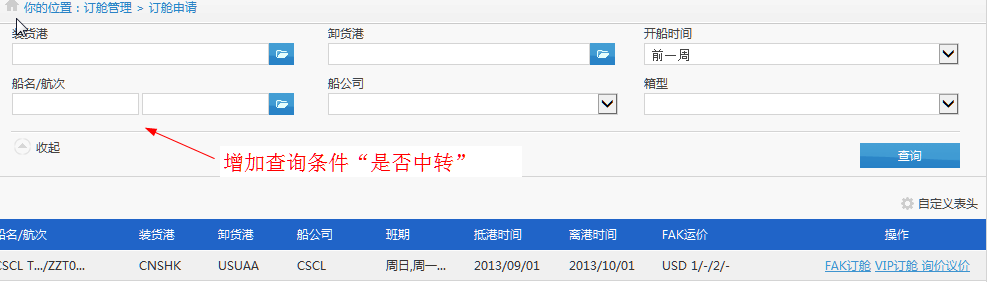 你的位置：订舱管理 > 订舱申请
装货港 卸货港 开船时间
前一周
船名/航次 船公司 箱型
收起
增加查询条件“是否中转”
查询
自定义表头
船名/航次 装货港 卸货港 船公司 班期 抵港时间 离港时间 FAK运价 操作
CSCL T.../ZZT0... CNSHK USUAA CSCL 周日,周一... 2013/09/01 2013/10/01 USD 1/-/2/- FAK订舱 VIP订舱 询价议价